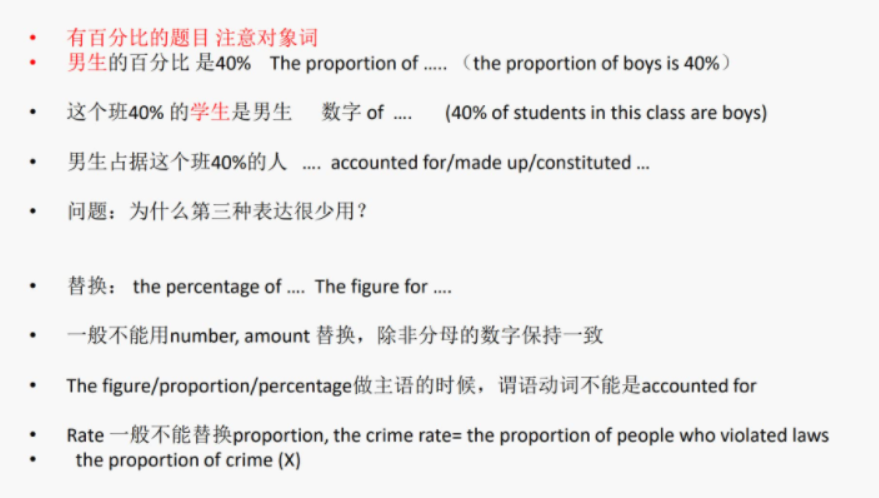 • 有百分比的题目 注意对象词
• 男生的百分比 是40% The proportion of ..... （the proportion of boys is 40%）
• 这个班40% 的学生是男生 数字 of .... (40% of students in this class are boys)
• 男生占据这个班40%的人 .... accounted for/made up/constituted ...
• 问题：为什么第三种表达很少用？
• 替换： the percentage of .... The figure for ....
• 一般不能用number, amount 替换，除非分母的数字保持一致
• The figure/proportion/percentage做主语的时候，谓语动词不能是accounted for
• Rate 一般不能替换proportion, the crime rate= the proportion of people who violated laws
• the proportion of crime (X)